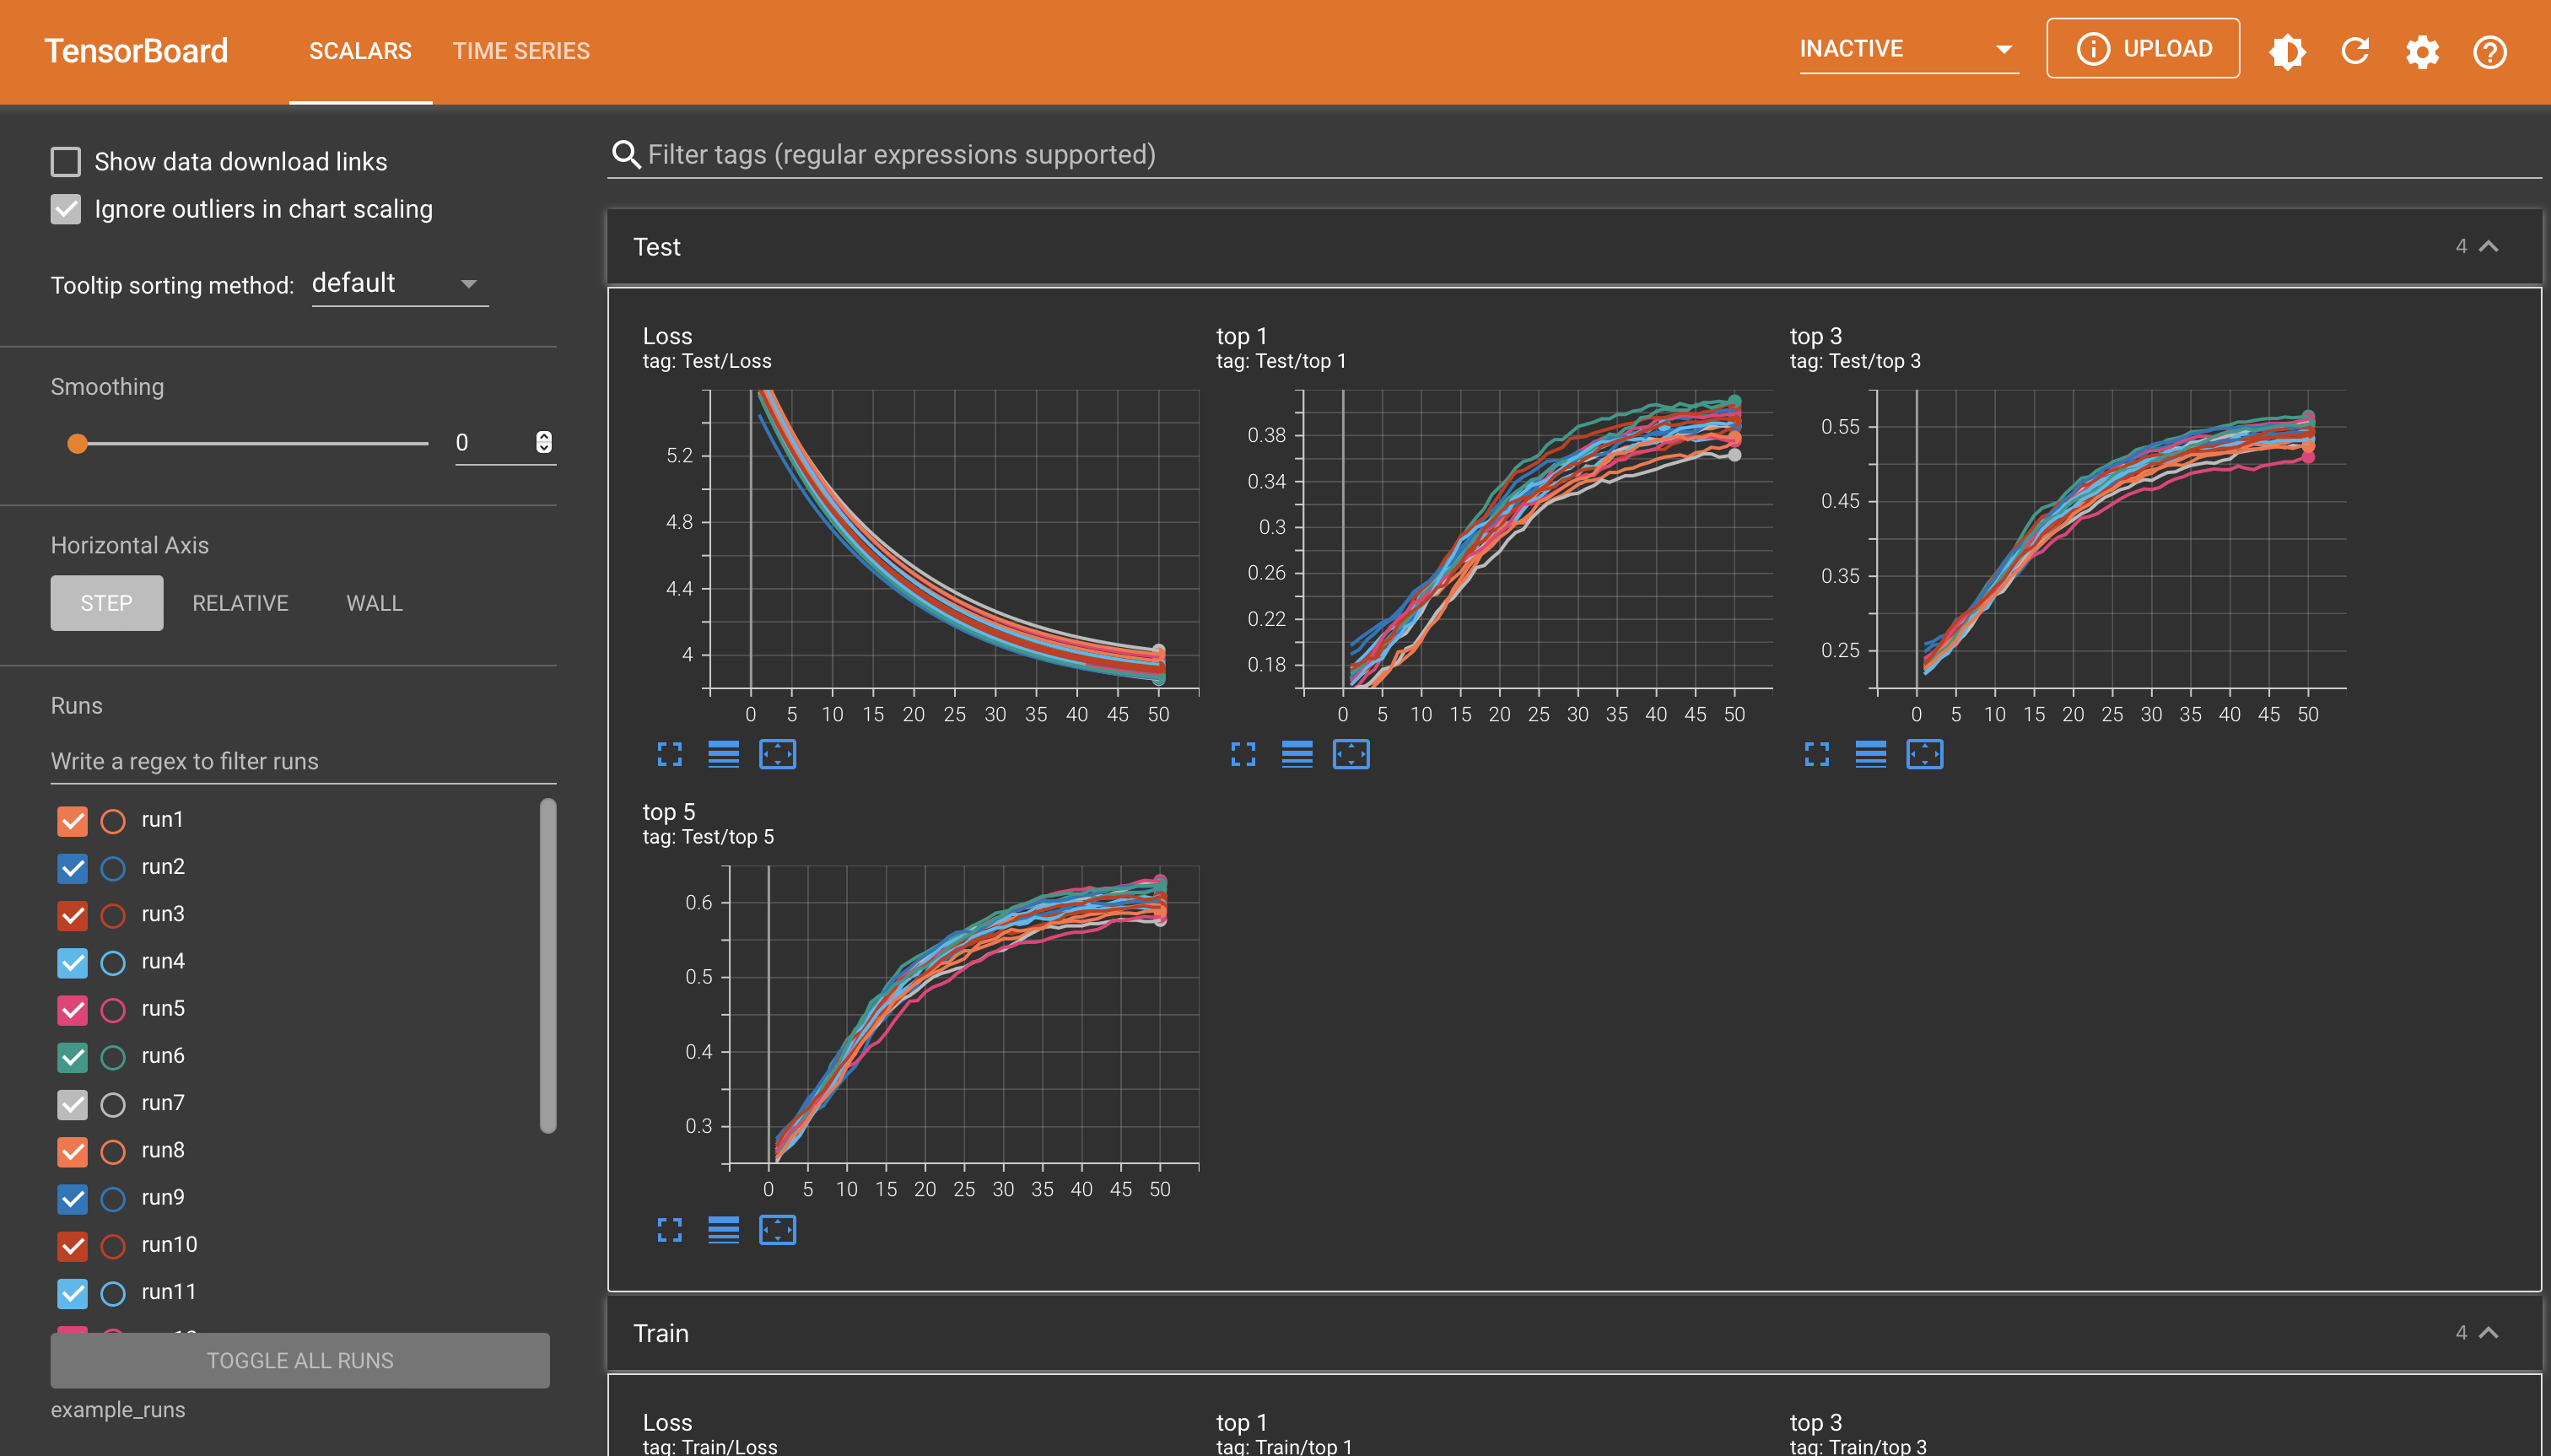 TensorBoard
SCALARS
TIME SERIES
INACTIVE
UPLOAD
Show data download links
Ignore outliers in chart scaling
Tooltip sorting method: default
Smoothing
0
Horizontal Axis
STEP RELATIVE WALL
Runs
Write a regex to filter runs
run1
run2
run3
run4
run5
run6
run7
run8
run9
run10
run11
TOGGLE ALL RUNS
example_runs
Filter tags (regular expressions supported)
Test
4
Loss
tag: Test/Loss
5.2
4.8
4.4
4
0 5 10 15 20 25 30 35 40 45 50
top 1
tag: Test/top 1
0.38
0.34
0.3
0.26
0.22
0.18
0 5 10 15 20 25 30 35 40 45 50
top 3
tag: Test/top 3
0.55
0.45
0.35
0.25
0 5 10 15 20 25 30 35 40 45 50
top 5
tag: Test/top 5
0.6
0.5
0.4
0.3
0 5 10 15 20 25 30 35 40 45 50
Train
4
Loss
tag: Train/Loss
top 1
tag: Train/top 1
top 3
tag: Train/top 3